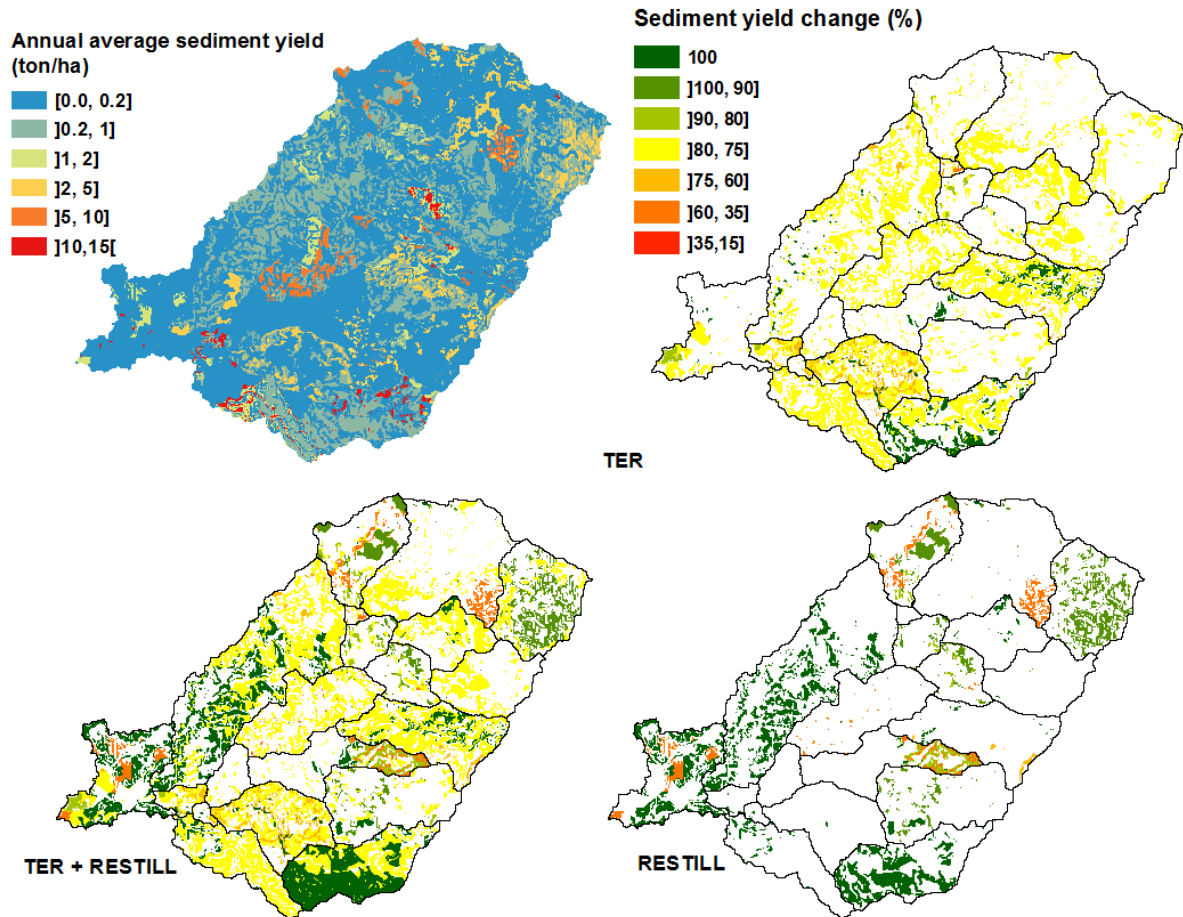 Annual average sediment yield
(ton/ha)
[0.0, 0.2]
]0.2, 1]
]1, 2]
]2, 5]
]5, 10]
]10,15[
Sediment yield change (%)
100
]100, 90]
]90, 80]
]80, 75]
]75, 60]
]60, 35]
]35,15]
TER
TER + RESTILL
RESTILL